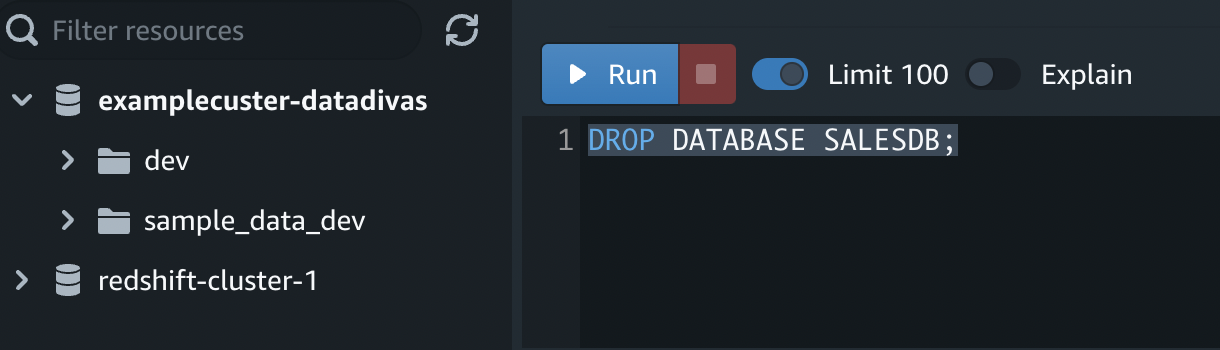 Filter resources
examplecuster-datadivas
dev
sample_data_dev
redshift-cluster-1
Run Limit 100 Explain
1 DROP DATABASE SALESDB;